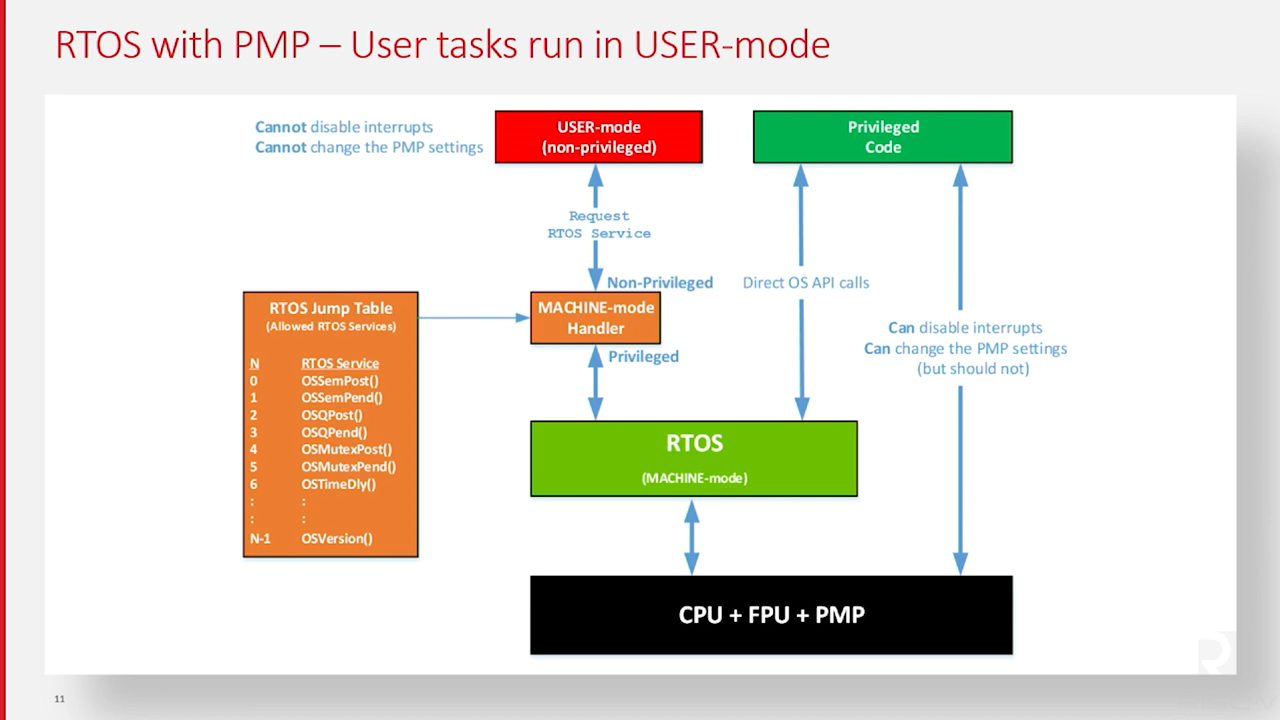 RTOS with PMP – User tasks run in USER-mode
Cannot disable interrupts
Cannot change the PMP settings
USER-mode
(non-privileged)
Privileged
Code
Request
RTOS Service
Non-Privileged
Direct OS API calls
RTOS Jump Table
(Allowed RTOS Services)
MACHINE-mode
Handler
Privileged
Can disable interrupts
Can change the PMP settings
(but should not)
N RTOS Service
0 OSSemPost()
1 OSSemPend()
2 OSQPost()
3 OSQPend()
4 OSMutexPost()
5 OSMutexPend()
6 OSTimeDly()
: :
: :
N-1 OSVersion()
RTOS
(MACHINE-mode)
CPU + FPU + PMP
11